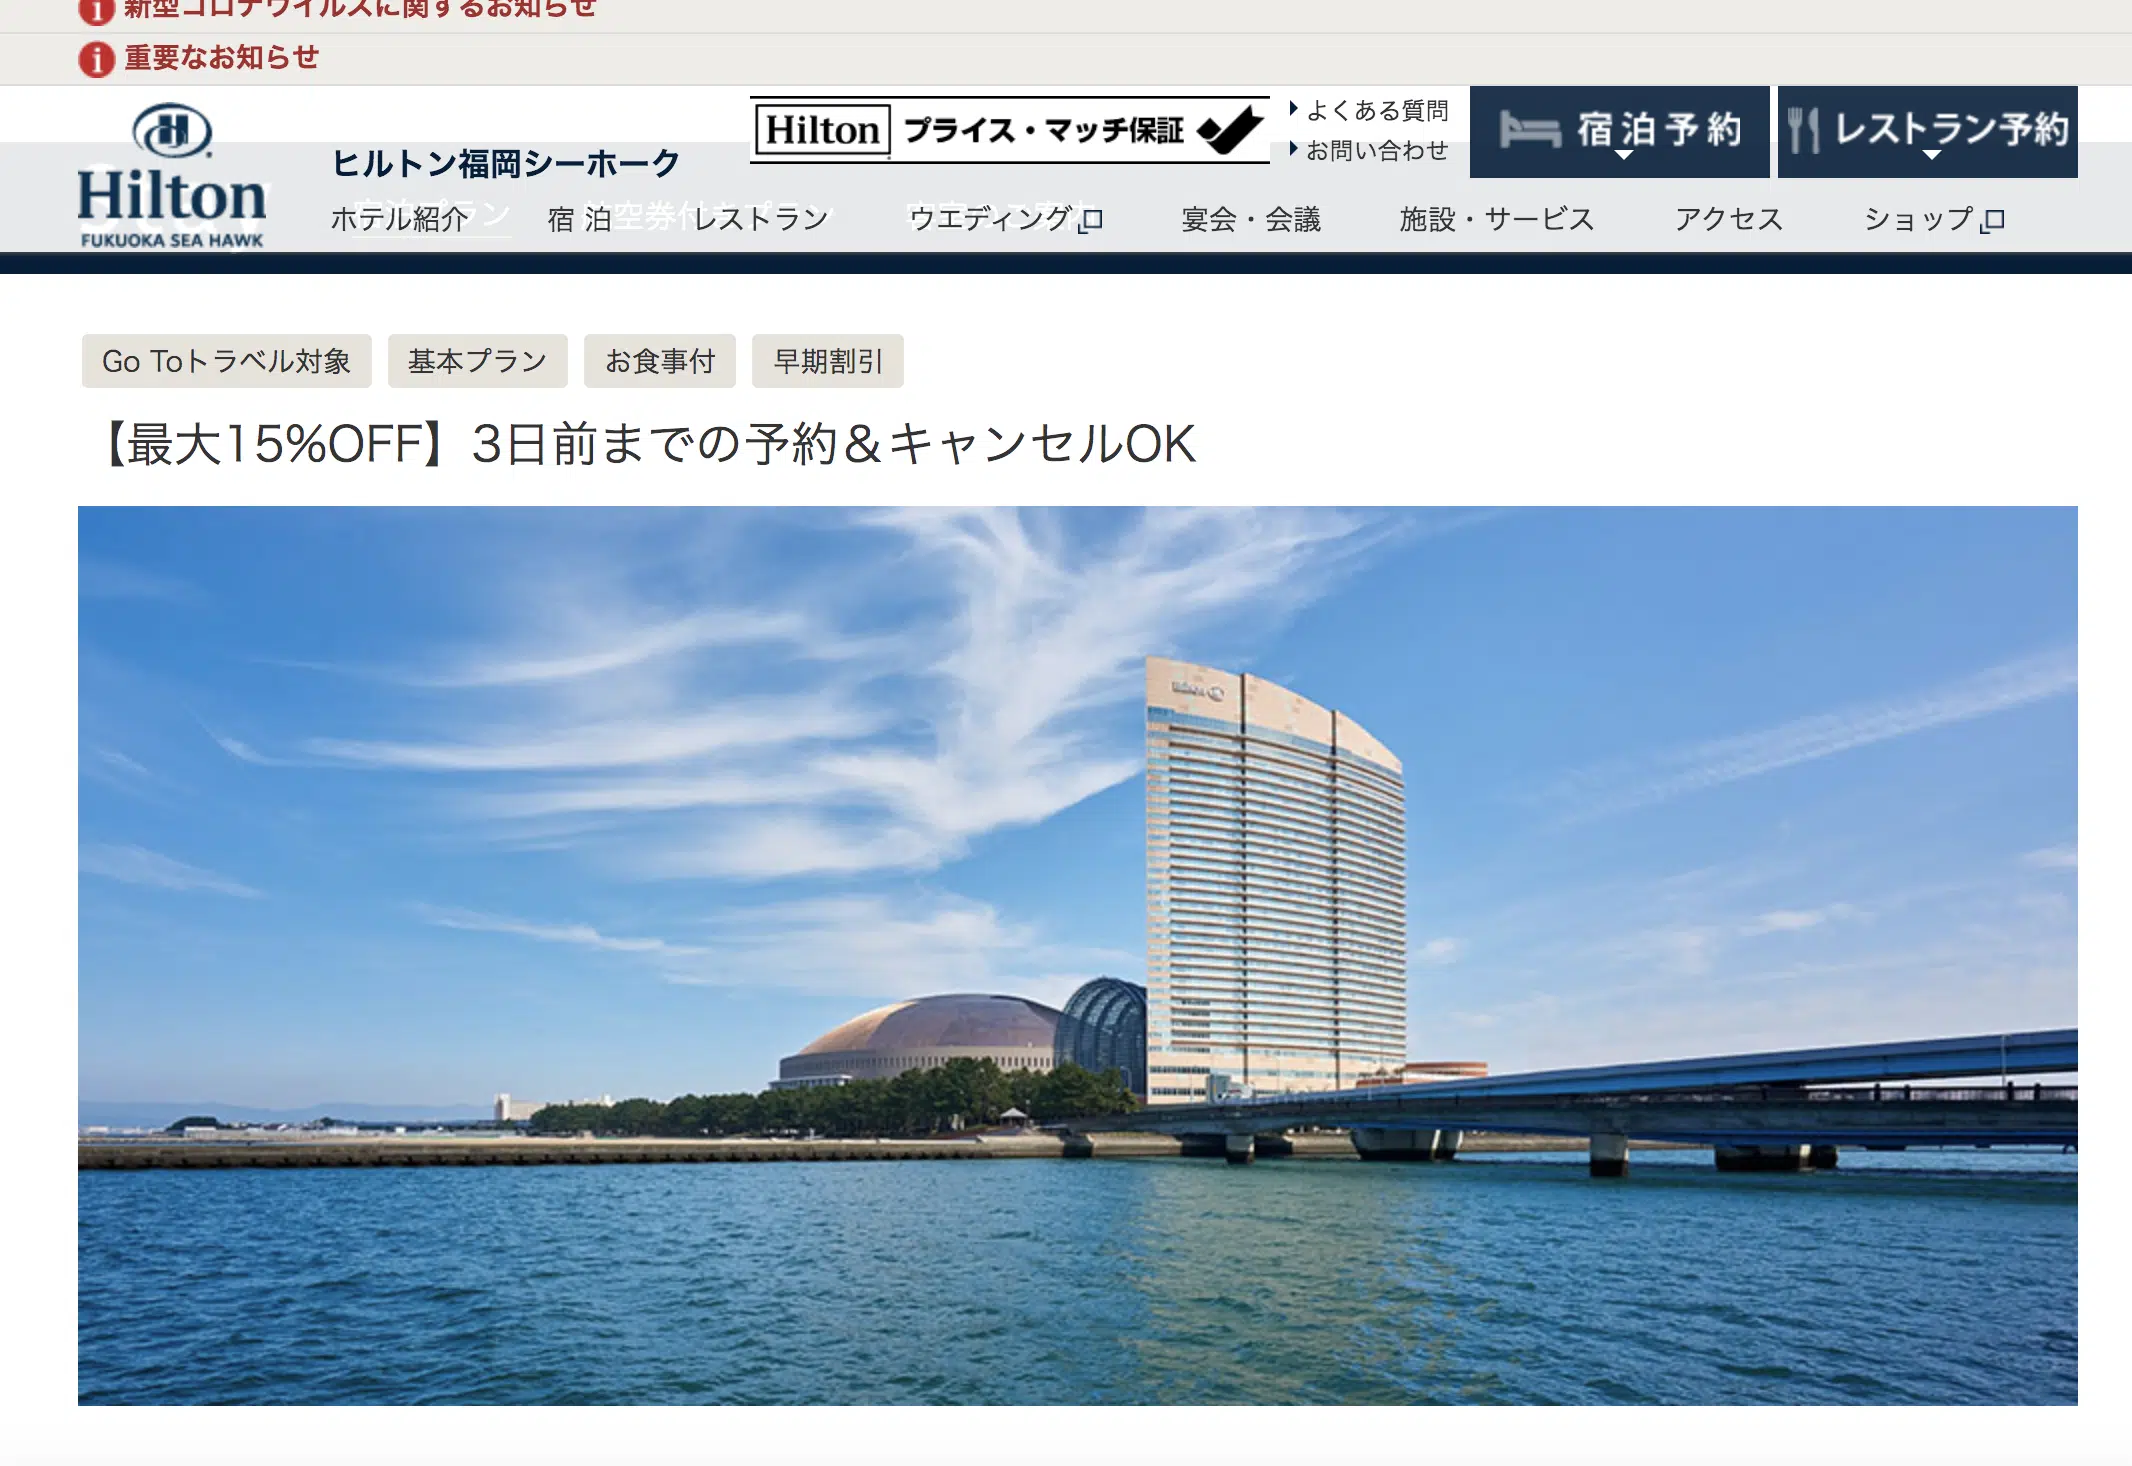 新型コロナウイルスに関するお知らせ
重要なお知らせ
Hilton
FUKUOKA SEA HAWK
ヒルトン福岡シーホーク
Hilton プライス・マッチ保証
よくある質問
お問い合わせ
宿泊予約
レストラン予約
ホテル紹介 宿 泊 レストラン ウエディング 宴会・会議 施設・サービス アクセス ショップ
Go Toトラベル対象 基本プラン お食事付 早期割引
【最大15%OFF】3日前までの予約＆キャンセルOK